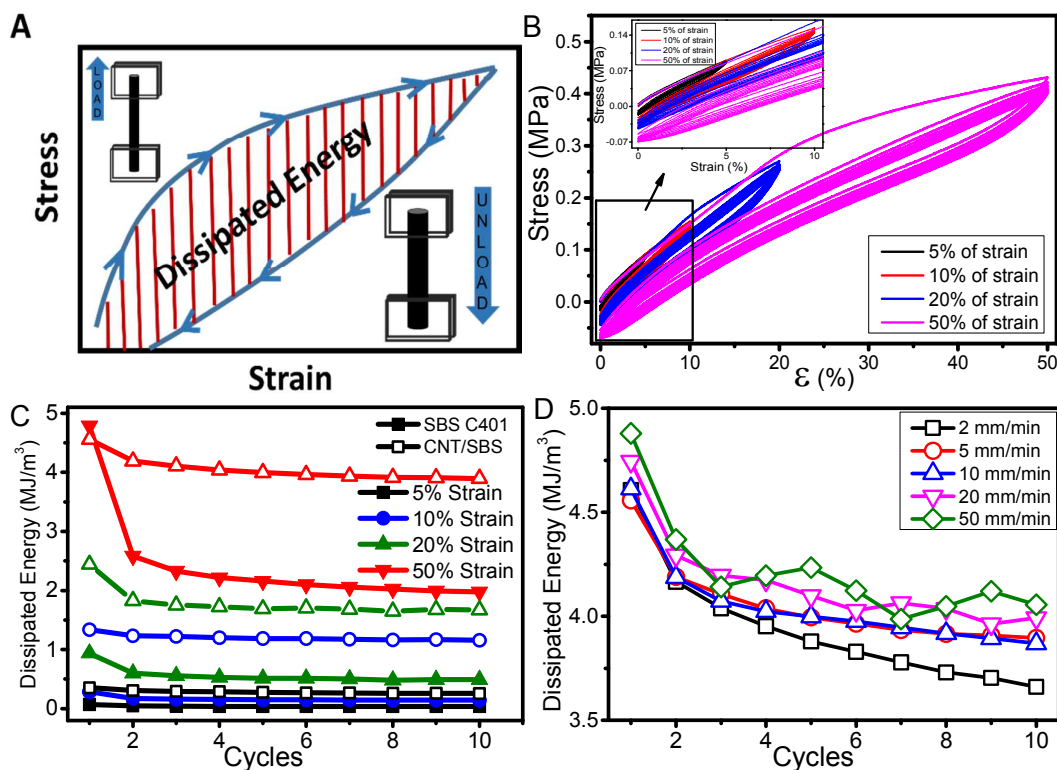 A
LOAD
Stress
Dissipated Energy
UNLOAD
Strain
B
0.5
0.4
0.3
0.2
0.1
0.0
Stress (MPa)
0.14
0.07
0.00
-0.07
Stress (MPa)
5% of strain
10% of strain
20% of strain
50% of strain
0 5 10
Strain (%)
5% of strain
10% of strain
20% of strain
50% of strain
0 10 20 30 40 50
ε (%)
C
5
4
3
2
1
0
Dissipated Energy (MJ/m³)
SBS C401
CNT/SBS
5% Strain
10% Strain
20% Strain
50% Strain
2 4 6 8 10
Cycles
D
5.0
4.5
4.0
3.5
Dissipated Energy (MJ/m³)
2 mm/min
5 mm/min
10 mm/min
20 mm/min
50 mm/min
2 4 6 8 10
Cycles